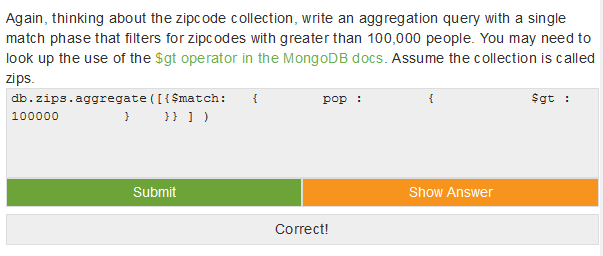 Again, thinking about the zipcode collection, write an aggregation query with a single
match phase that filters for zipcodes with greater than 100,000 people. You may need to
look up the use of the $gt operator in the MongoDB docs. Assume the collection is called
zips.
db.zips.aggregate([{$match: { pop : { $gt :
100000 } }} ] )
Submit Show Answer
Correct!